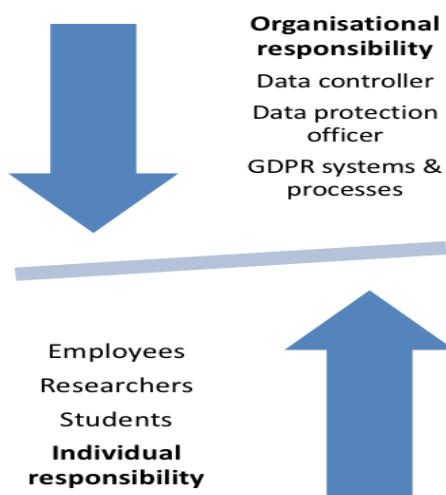 Organisational
responsibility
Data controller
Data protection
officer
GDPR systems &
processes
Employees
Researchers
Students
Individual
responsibility